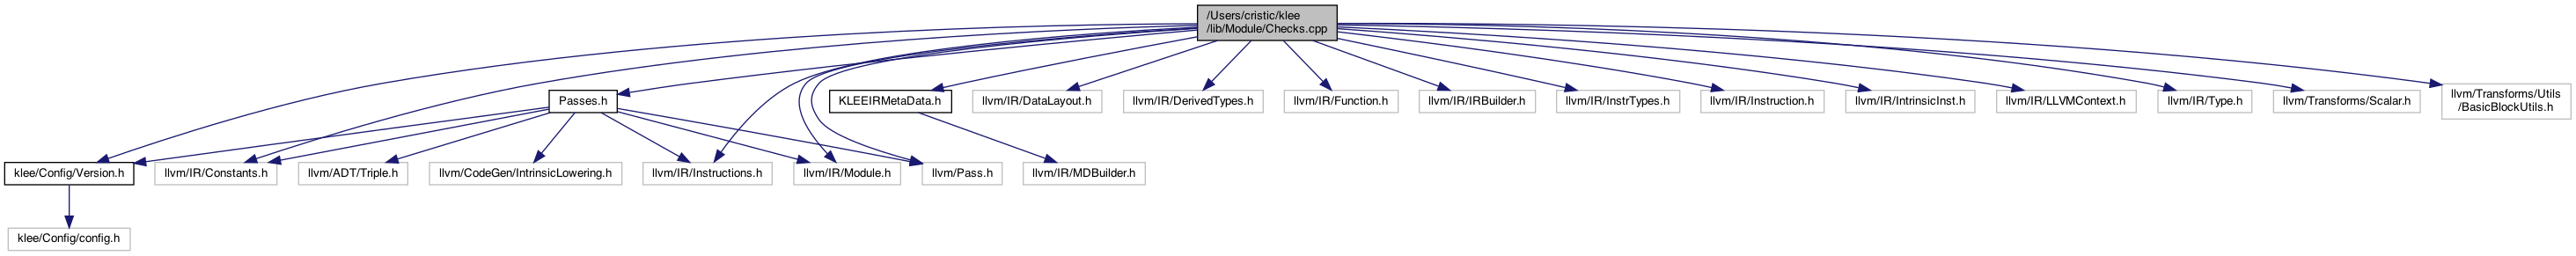 /Users/cristic/klee
/lib/Module/Checks.cpp
Passes.h
KLEEIRMetaData.h
llvm/IR/DataLayout.h
llvm/IR/DerivedTypes.h
llvm/IR/Function.h
llvm/IR/IRBuilder.h
llvm/IR/InstrTypes.h
llvm/IR/Instruction.h
llvm/IR/IntrinsicInst.h
llvm/IR/LLVMContext.h
llvm/IR/Type.h
llvm/Transforms/Scalar.h
llvm/Transforms/Utils
/BasicBlockUtils.h
klee/Config/Version.h
llvm/IR/Constants.h
llvm/ADT/Triple.h
llvm/CodeGen/IntrinsicLowering.h
llvm/IR/Instructions.h
llvm/IR/Module.h
llvm/Pass.h
llvm/IR/MDBuilder.h
klee/Config/config.h